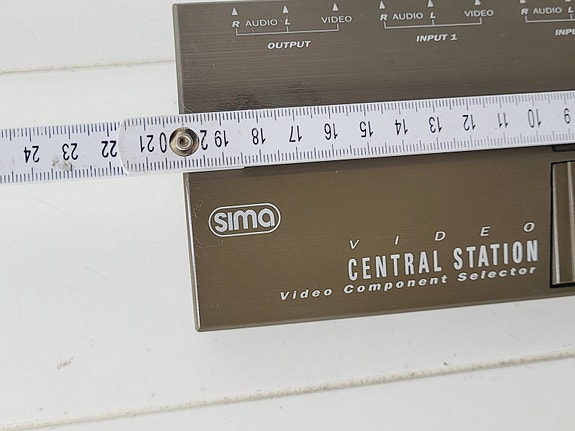 R AUDIO L VIDEO
OUTPUT
R AUDIO L VIDEO
INPUT 1
R AUDIO L
24 23 22 21 20 19 18 17 16 15 14 13 12 11 10 9
sima
VIDEO
CENTRAL STATION
Video Component Selector